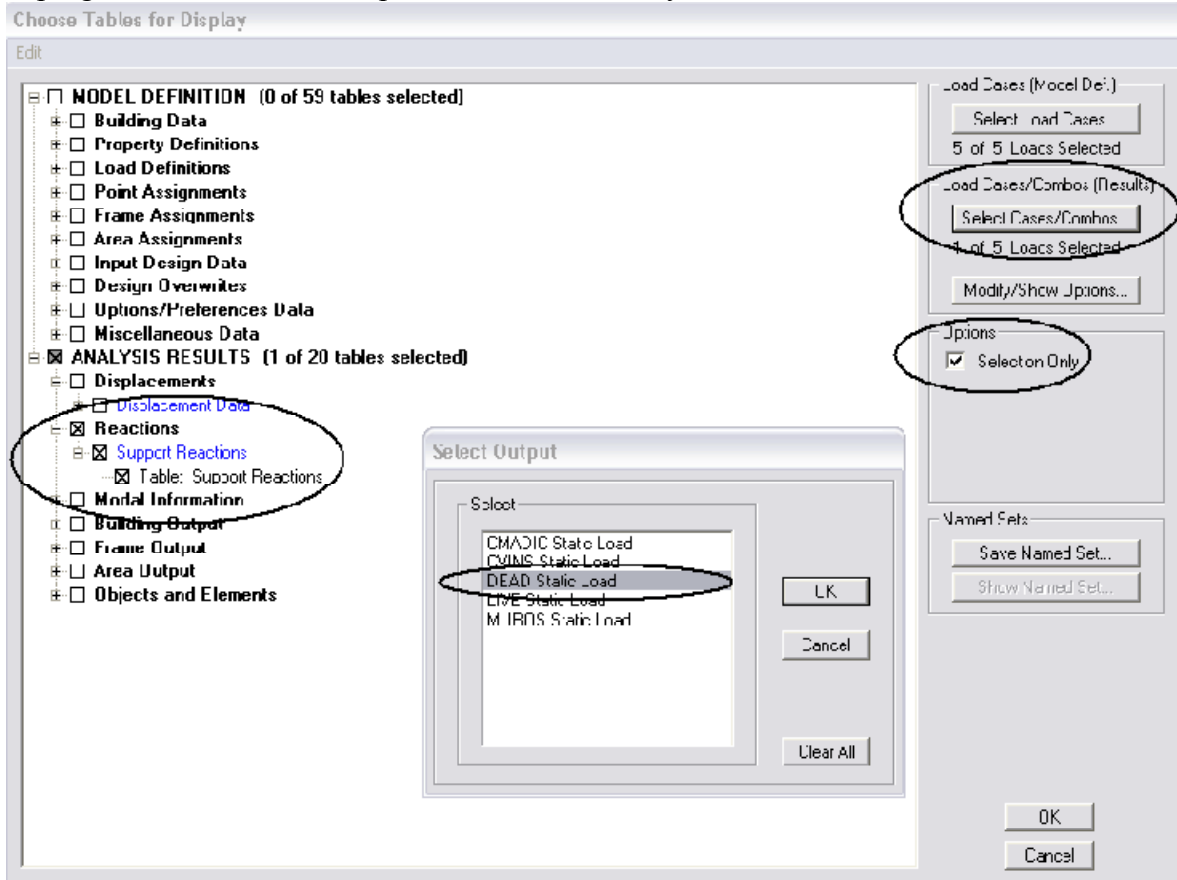 Choose Tables for Display
Edit
MODEL DEFINITION (0 of 59 tables selected)
Building Data
Property Definitions
Load Definitions
Point Assignments
Frame Assignments
Area Assignments
Input Design Data
Design Overwrites
Options/Preferences Data
Miscellaneous Data
ANALYSIS RESULTS (1 of 20 tables selected)
Displacements
Displacement Data
Reactions
Support Reactions
Table: Support Reactions
Modal Information
Building Output
Frame Output
Area Output
Objects and Elements
Load Cases (Model Def.)
Select Load Cases
5 of 5 Loads Selected
Load Cases/Combos (Results)
Select Cases/Combos...
1 of 5 Loads Selected
Modify/Show Options...
Options
Selection Only
Named Sets
Save Named Set...
Show Named Set...
OK
Cancel
Select Output
Select
CMADIC Static Load
CVINS Static Load
DEAD Static Load
LIVE Static Load
MUROS Static Load
OK
Cancel
Clear All